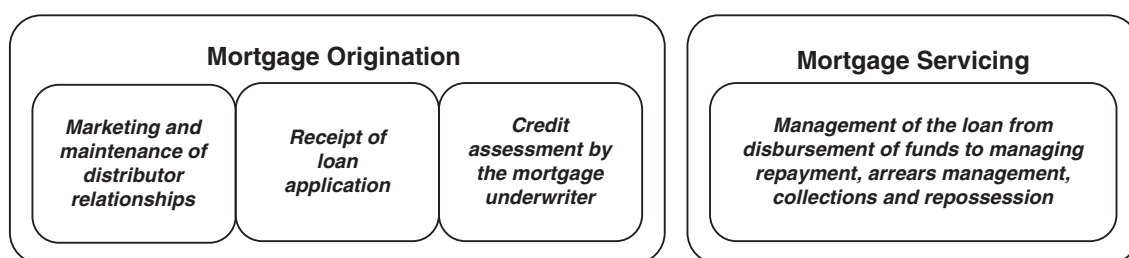 Mortgage Origination
Marketing and
maintenance of
distributor
relationships
Receipt of
loan
application
Credit
assessment by
the mortgage
underwriter
Mortgage Servicing
Management of the loan from
disbursement of funds to managing
repayment, arrears management,
collections and repossession